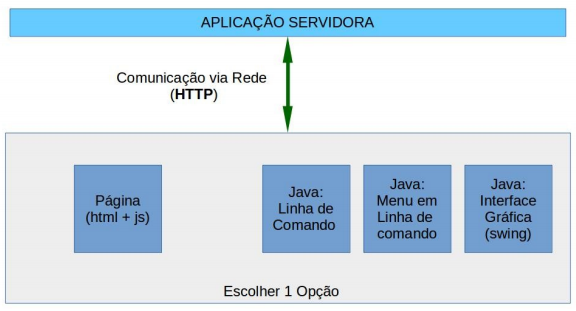 APLICAÇÃO SERVIDORA
Comunicação via Rede
(HTTP)
Página
(html + js)
Java:
Linha de
Comando
Java:
Menu em
Linha de
comando
Java:
Interface
Gráfica
(swing)
Escolher 1 Opção